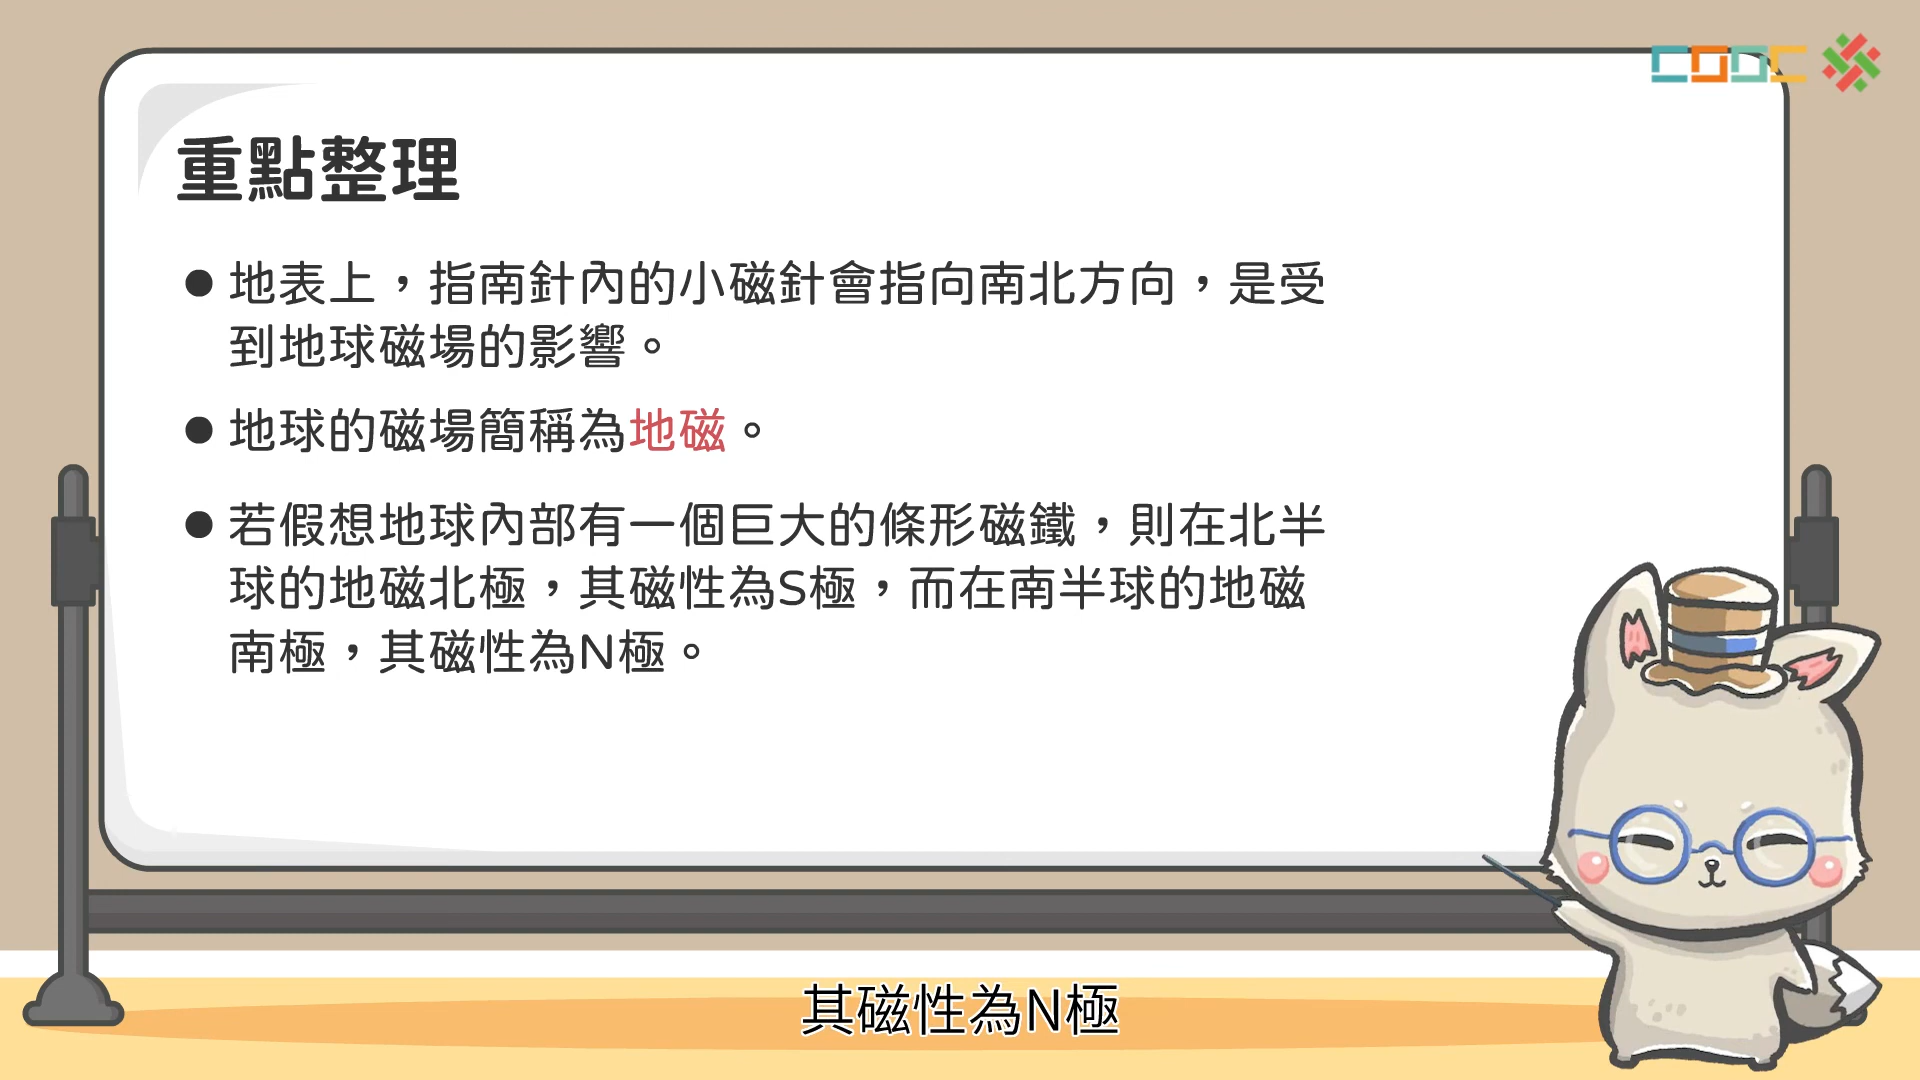 COOC
重點整理
● 地表上，指南針內的小磁針會指向南北方向，是受
到地球磁場的影響。
● 地球的磁場簡稱為地磁。
● 若假想地球內部有一個巨大的條形磁鐵，則在北半
球的地磁北極，其磁性為S極，而在南半球的地磁
南極，其磁性為N極。
其磁性為N極